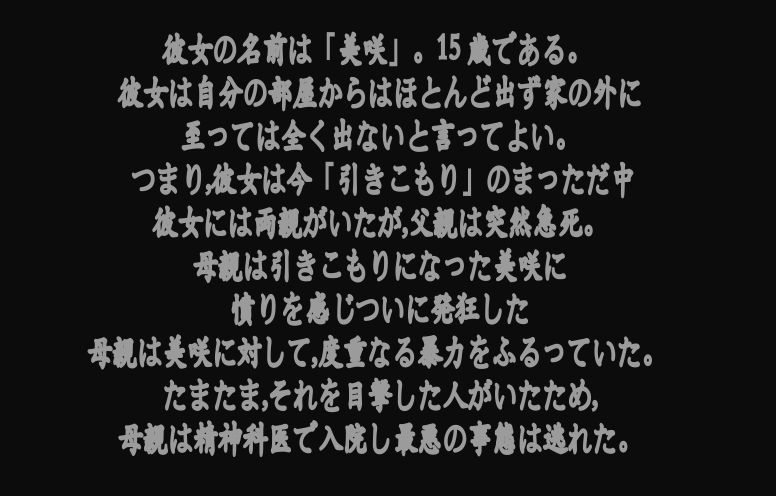 彼女の名前は「美咲」。15歳である。
彼女は自分の部屋からはほとんど出ず家の外に
至っては全く出ないと言ってよい。
つまり,彼女は今「引きこもり」のまっただ中
彼女には両親がいたが,父親は突然急死。
母親は引きこもりになった美咲に
憤りを感じついに発狂した
母親は美咲に対して,度重なる暴力をふるっていた。
たまたま,それを目撃した人がいたため,
母親は精神科医で入院し最悪の事態は逃れた。